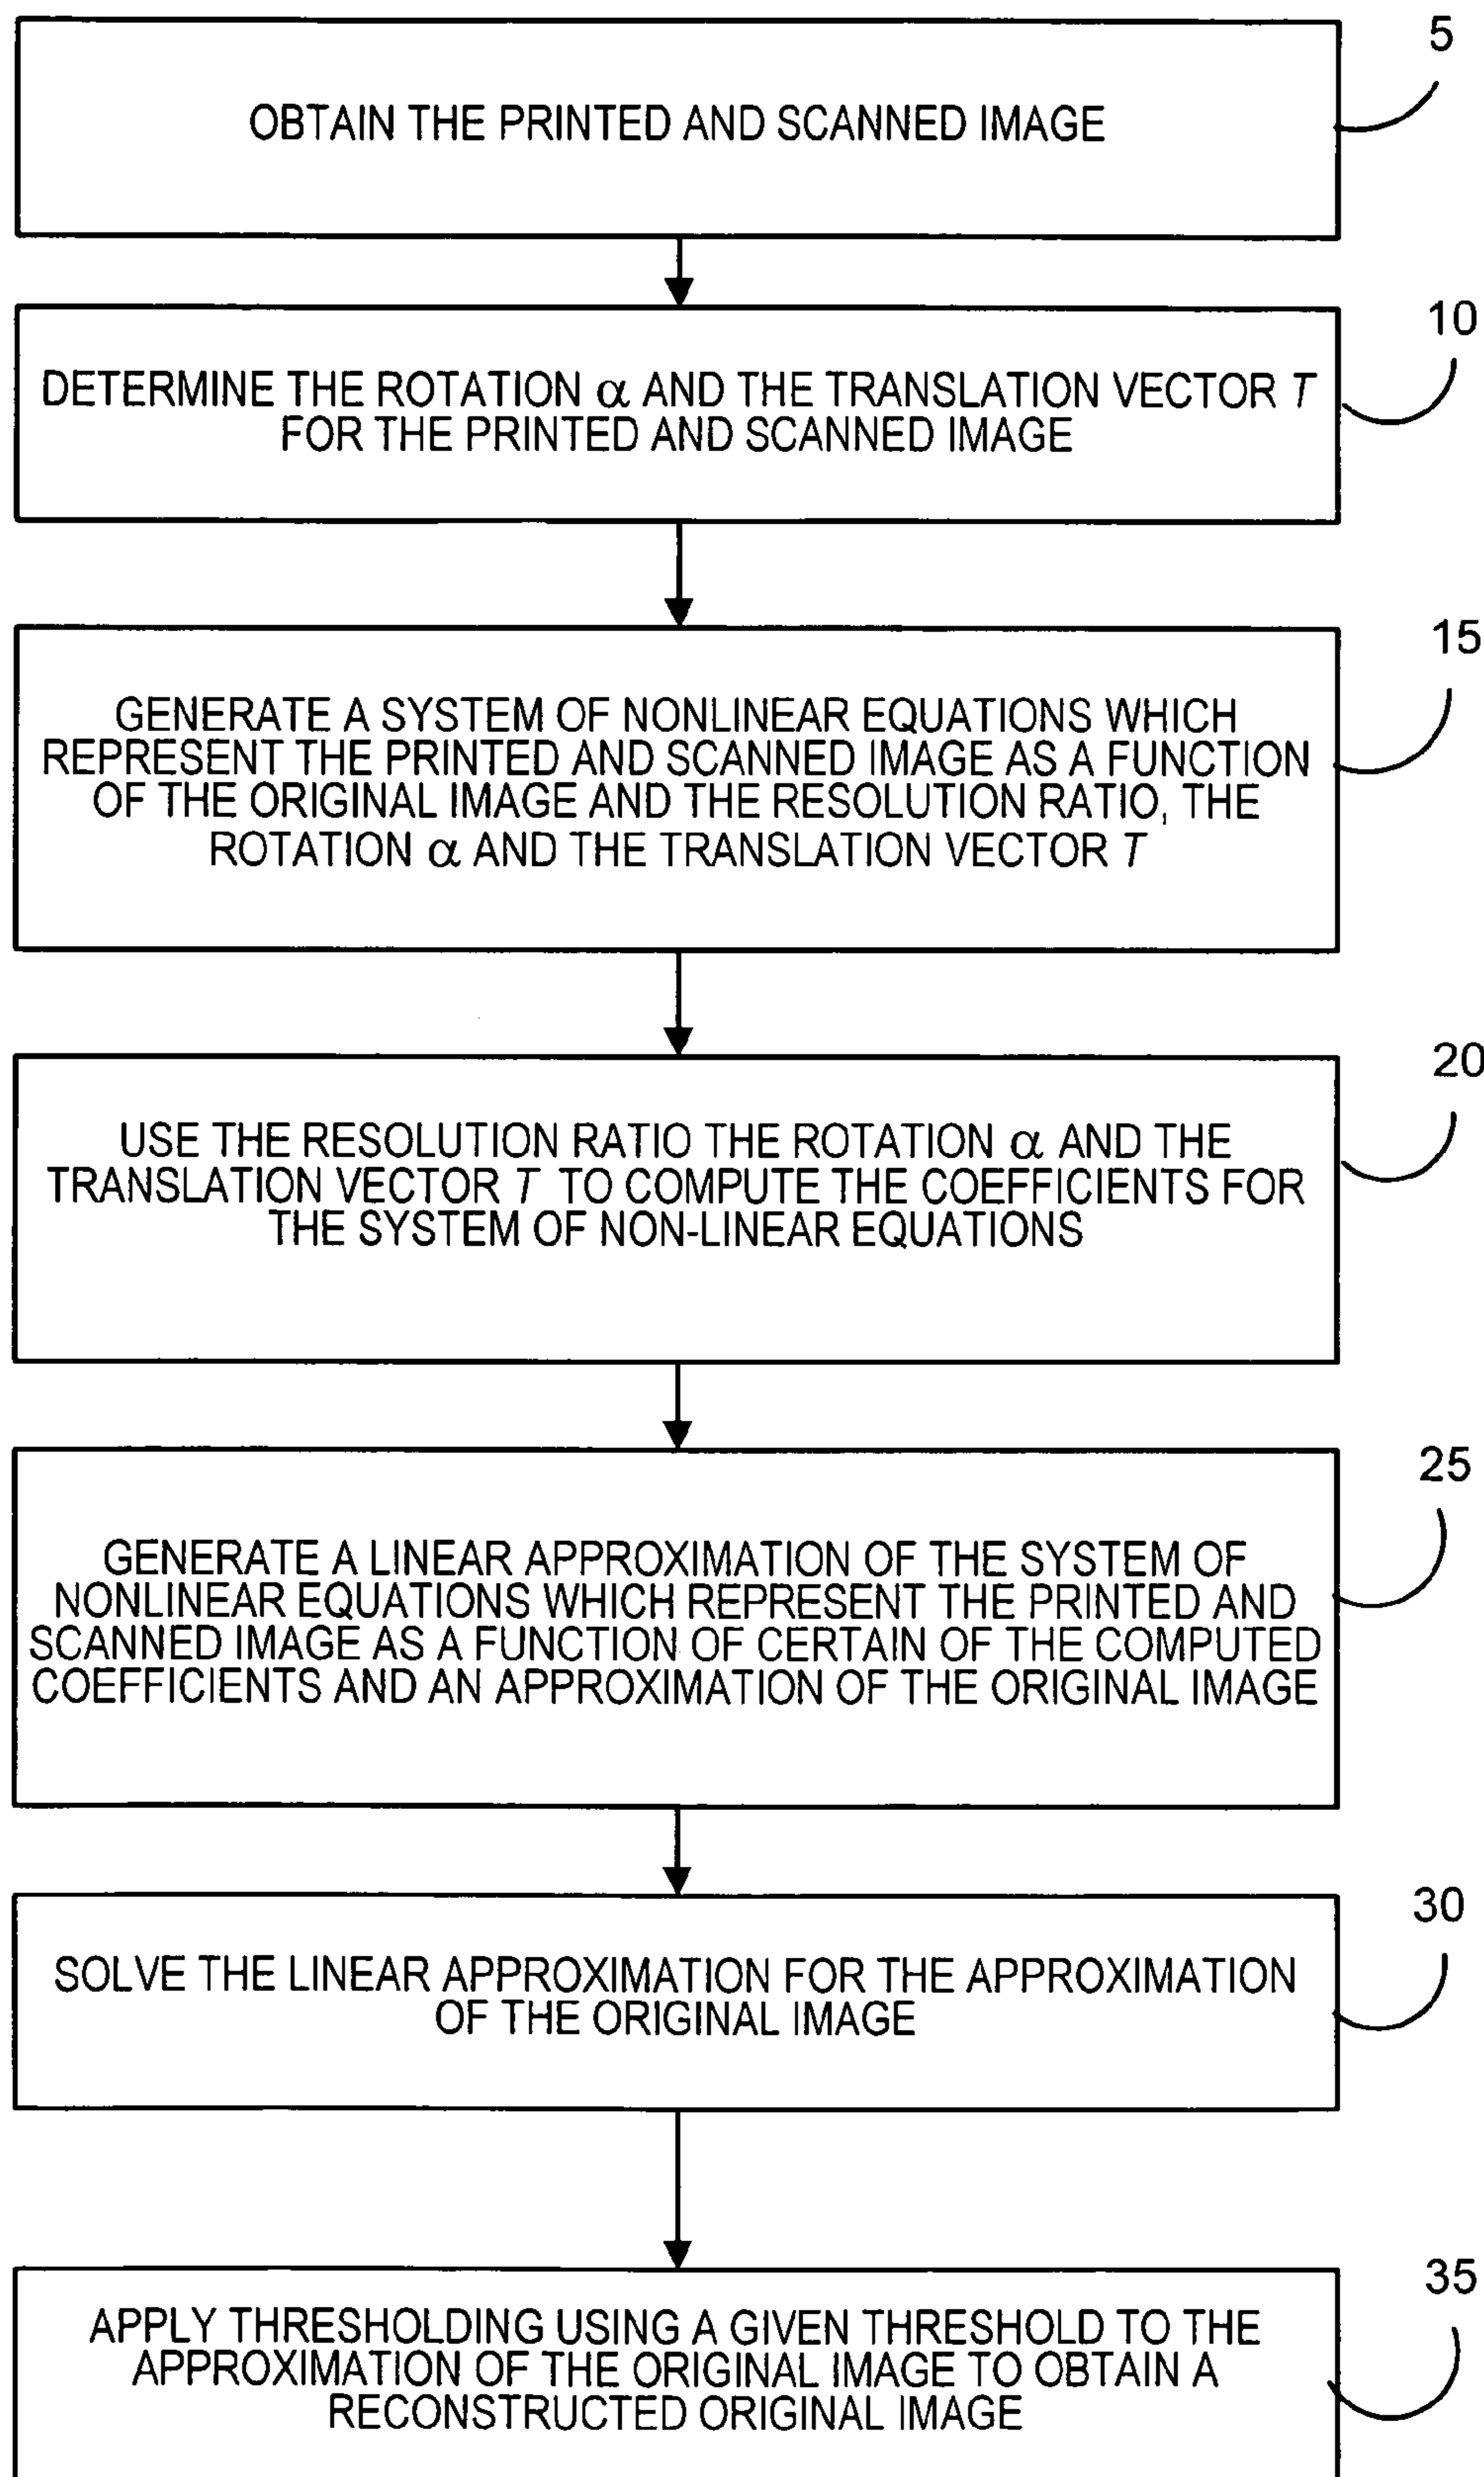 5
OBTAIN THE PRINTED AND SCANNED IMAGE
10
DETERMINE THE ROTATION α AND THE TRANSLATION VECTOR T
FOR THE PRINTED AND SCANNED IMAGE
15
GENERATE A SYSTEM OF NONLINEAR EQUATIONS WHICH
REPRESENT THE PRINTED AND SCANNED IMAGE AS A FUNCTION
OF THE ORIGINAL IMAGE AND THE RESOLUTION RATIO, THE
ROTATION α AND THE TRANSLATION VECTOR T
20
USE THE RESOLUTION RATIO THE ROTATION α AND THE
TRANSLATION VECTOR T TO COMPUTE THE COEFFICIENTS FOR
THE SYSTEM OF NON-LINEAR EQUATIONS
25
GENERATE A LINEAR APPROXIMATION OF THE SYSTEM OF
NONLINEAR EQUATIONS WHICH REPRESENT THE PRINTED AND
SCANNED IMAGE AS A FUNCTION OF CERTAIN OF THE COMPUTED
COEFFICIENTS AND AN APPROXIMATION OF THE ORIGINAL IMAGE
30
SOLVE THE LINEAR APPROXIMATION FOR THE APPROXIMATION
OF THE ORIGINAL IMAGE
35
APPLY THRESHOLDING USING A GIVEN THRESHOLD TO THE
APPROXIMATION OF THE ORIGINAL IMAGE TO OBTAIN A
RECONSTRUCTED ORIGINAL IMAGE